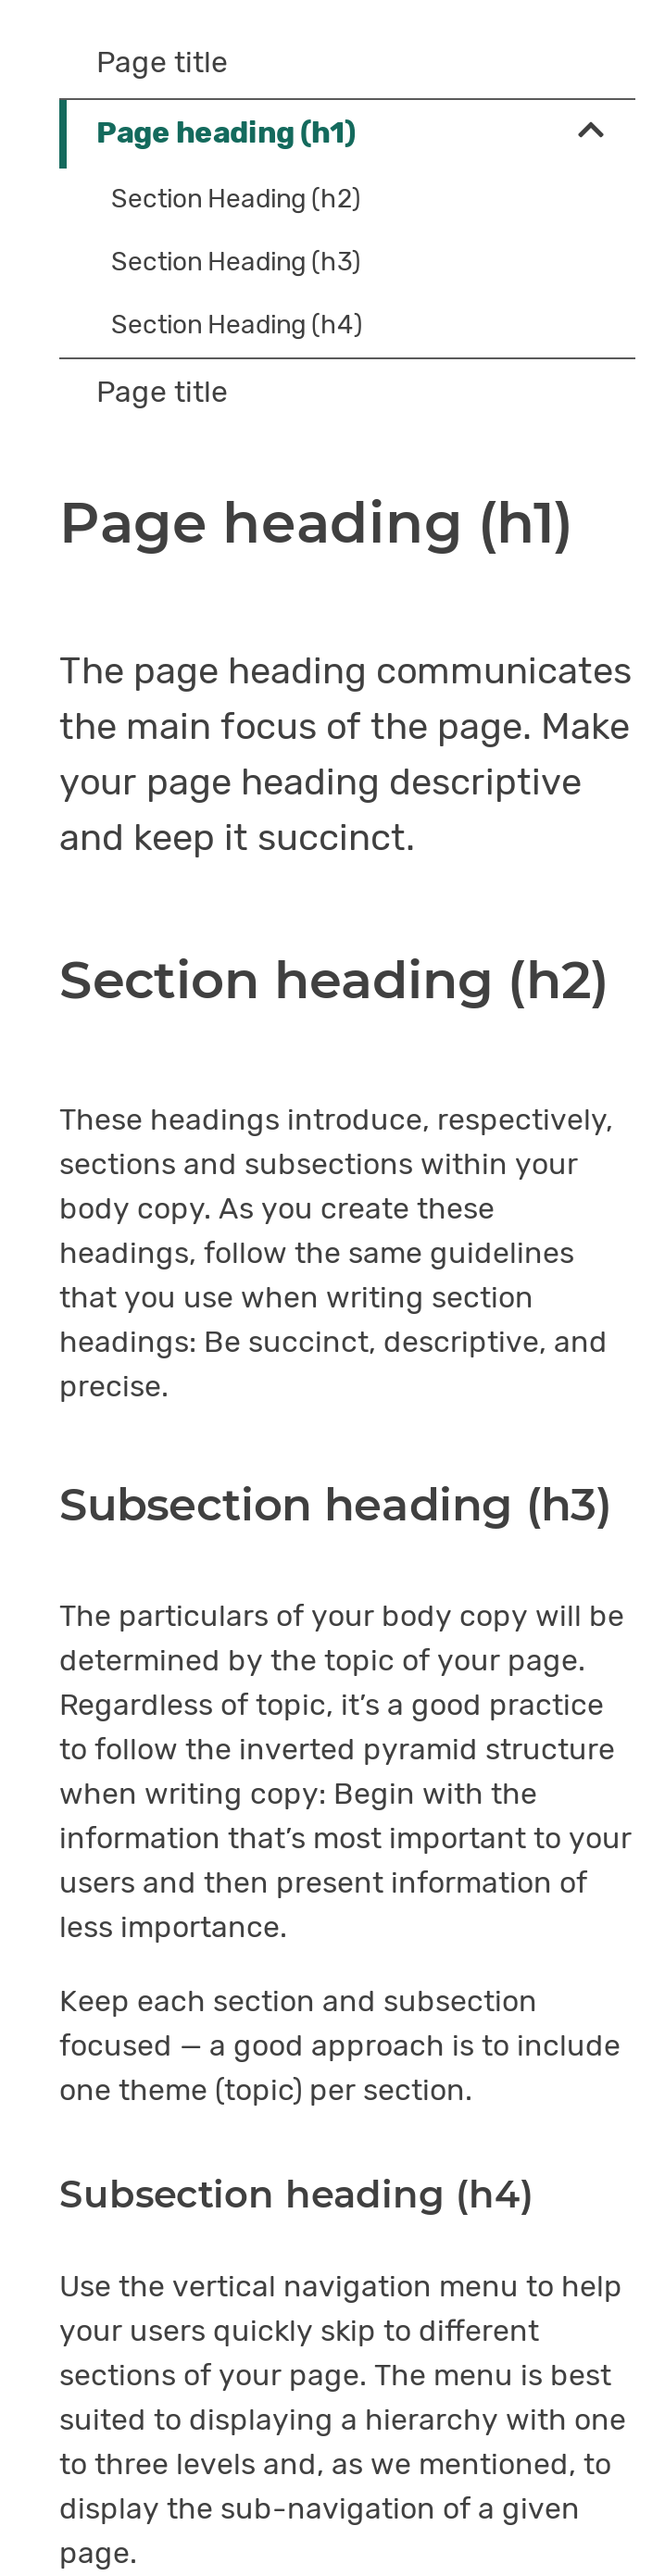 Page title
Page heading (h1)
Section Heading (h2)
Section Heading (h3)
Section Heading (h4)
Page title
Page heading (h1)
The page heading communicates
the main focus of the page. Make
your page heading descriptive
and keep it succinct.
Section heading (h2)
These headings introduce, respectively,
sections and subsections within your
body copy. As you create these
headings, follow the same guidelines
that you use when writing section
headings: Be succinct, descriptive, and
precise.
Subsection heading (h3)
The particulars of your body copy will be
determined by the topic of your page.
Regardless of topic, it’s a good practice
to follow the inverted pyramid structure
when writing copy: Begin with the
information that’s most important to your
users and then present information of
less importance.
Keep each section and subsection
focused — a good approach is to include
one theme (topic) per section.
Subsection heading (h4)
Use the vertical navigation menu to help
your users quickly skip to different
sections of your page. The menu is best
suited to displaying a hierarchy with one
to three levels and, as we mentioned, to
display the sub-navigation of a given
page.